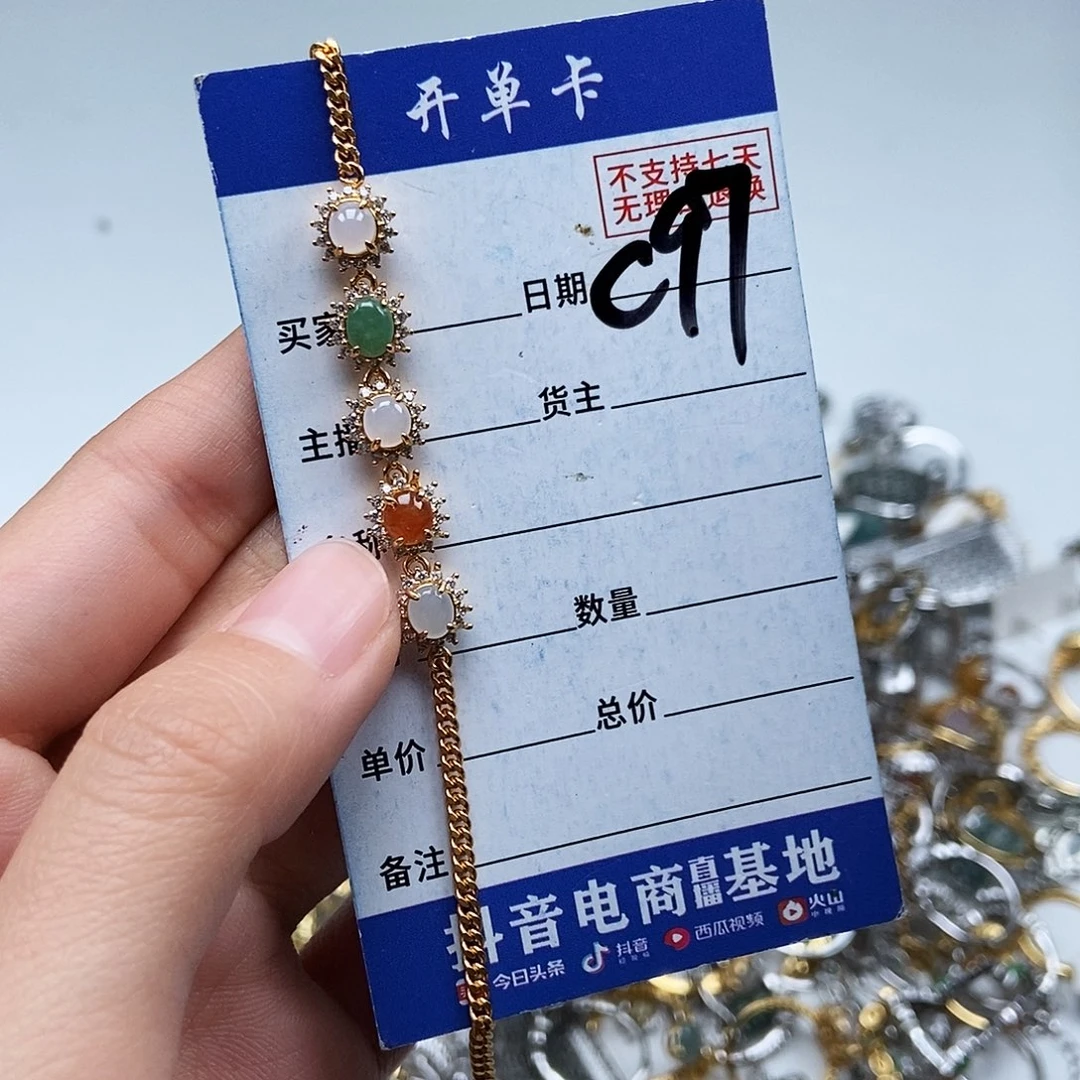 开单卡
不支持七天
无理 退换
C97
买家 日期
主播 货主
称
数量
单价 总价
备注
抖音电商直播基地
今日头条 抖音 西瓜视频 火山